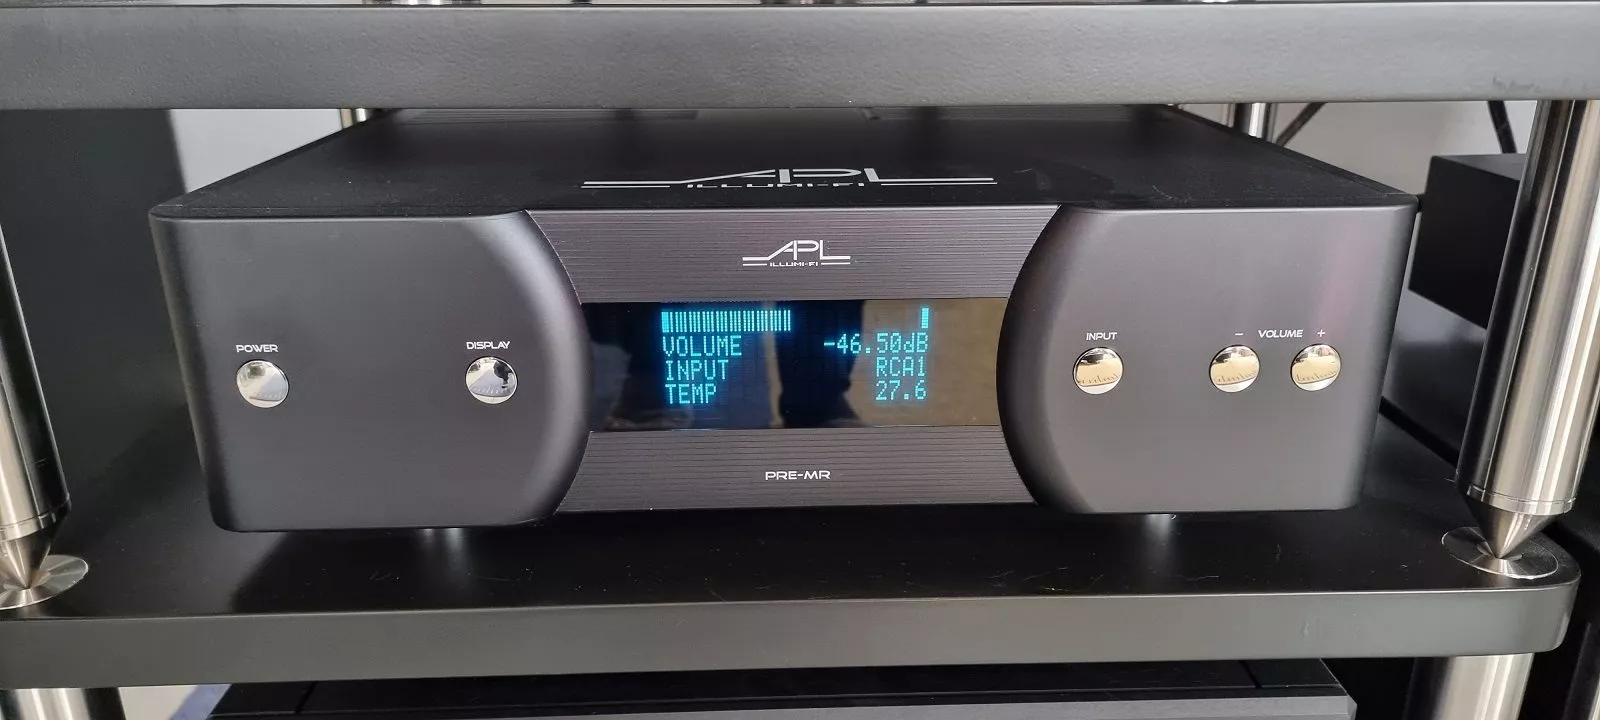 APL
ILLUMI-FI
APL
ILLUMI-FI
POWER
DISPLAY
VOLUME -46.50dB
INPUT RCA1
TEMP 27.6
INPUT
- VOLUME +
PRE-MR